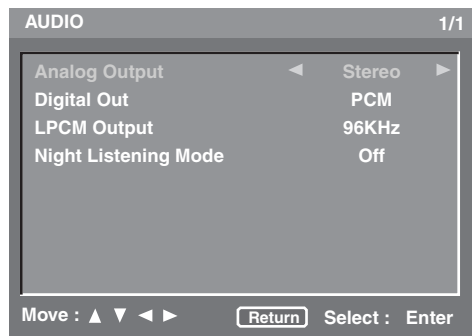 AUDIO 1/1
Analog Output ◄ Stereo ►
Digital Out PCM
LPCM Output 96KHz
Night Listening Mode Off
Move : ▲ ▼ ◄ ► Return Select : Enter